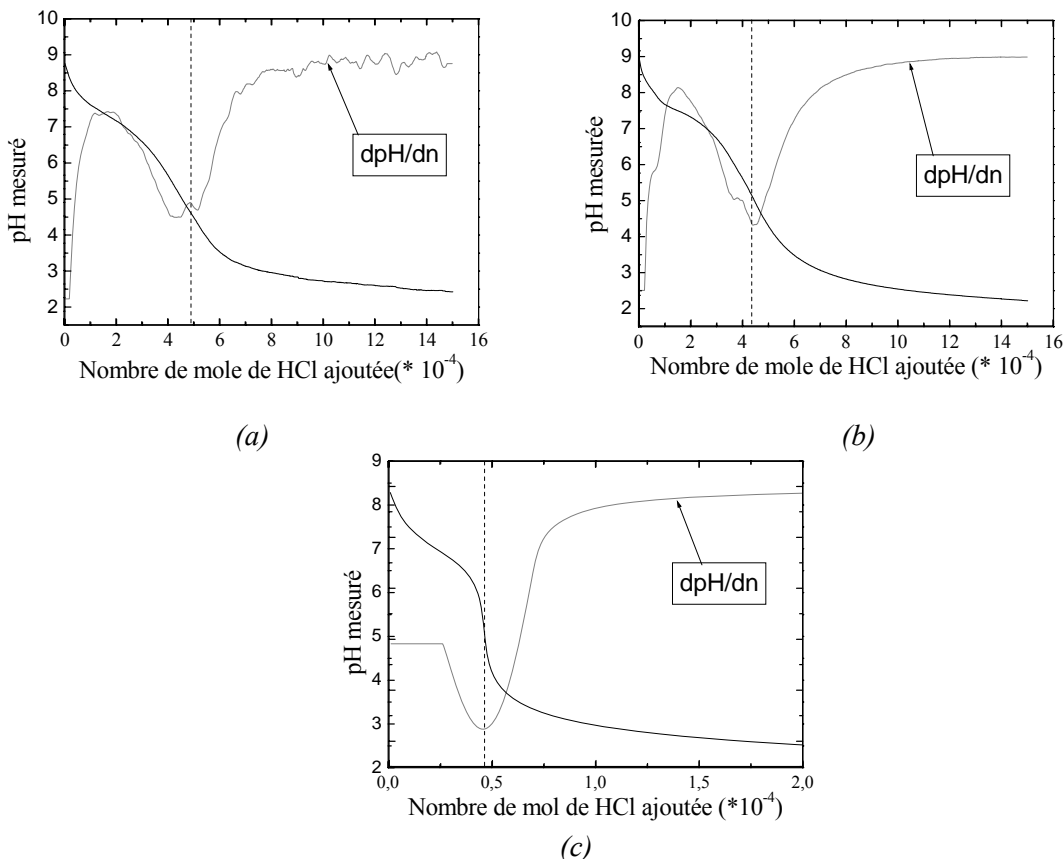 9
8
7
6
5
4
3
2
pH mesuré
dpH/dn
0 2 4 6 8 10 12 14 16
Nombre de mole de HCl ajoutée(* 10-4)
(a)
9
8
7
6
5
4
3
2
pH mesurée
dpH/dn
0 2 4 6 8 10 12 14 16
Nombre de mole de HCl ajoutée (* 10-4)
(b)
9
8
7
6
5
4
3
2
pH mesuré
dpH/dn
0,0 0,5 1,0 1,5 2,0
Nombre de mol de HCl ajoutée (*10-4)
(c)